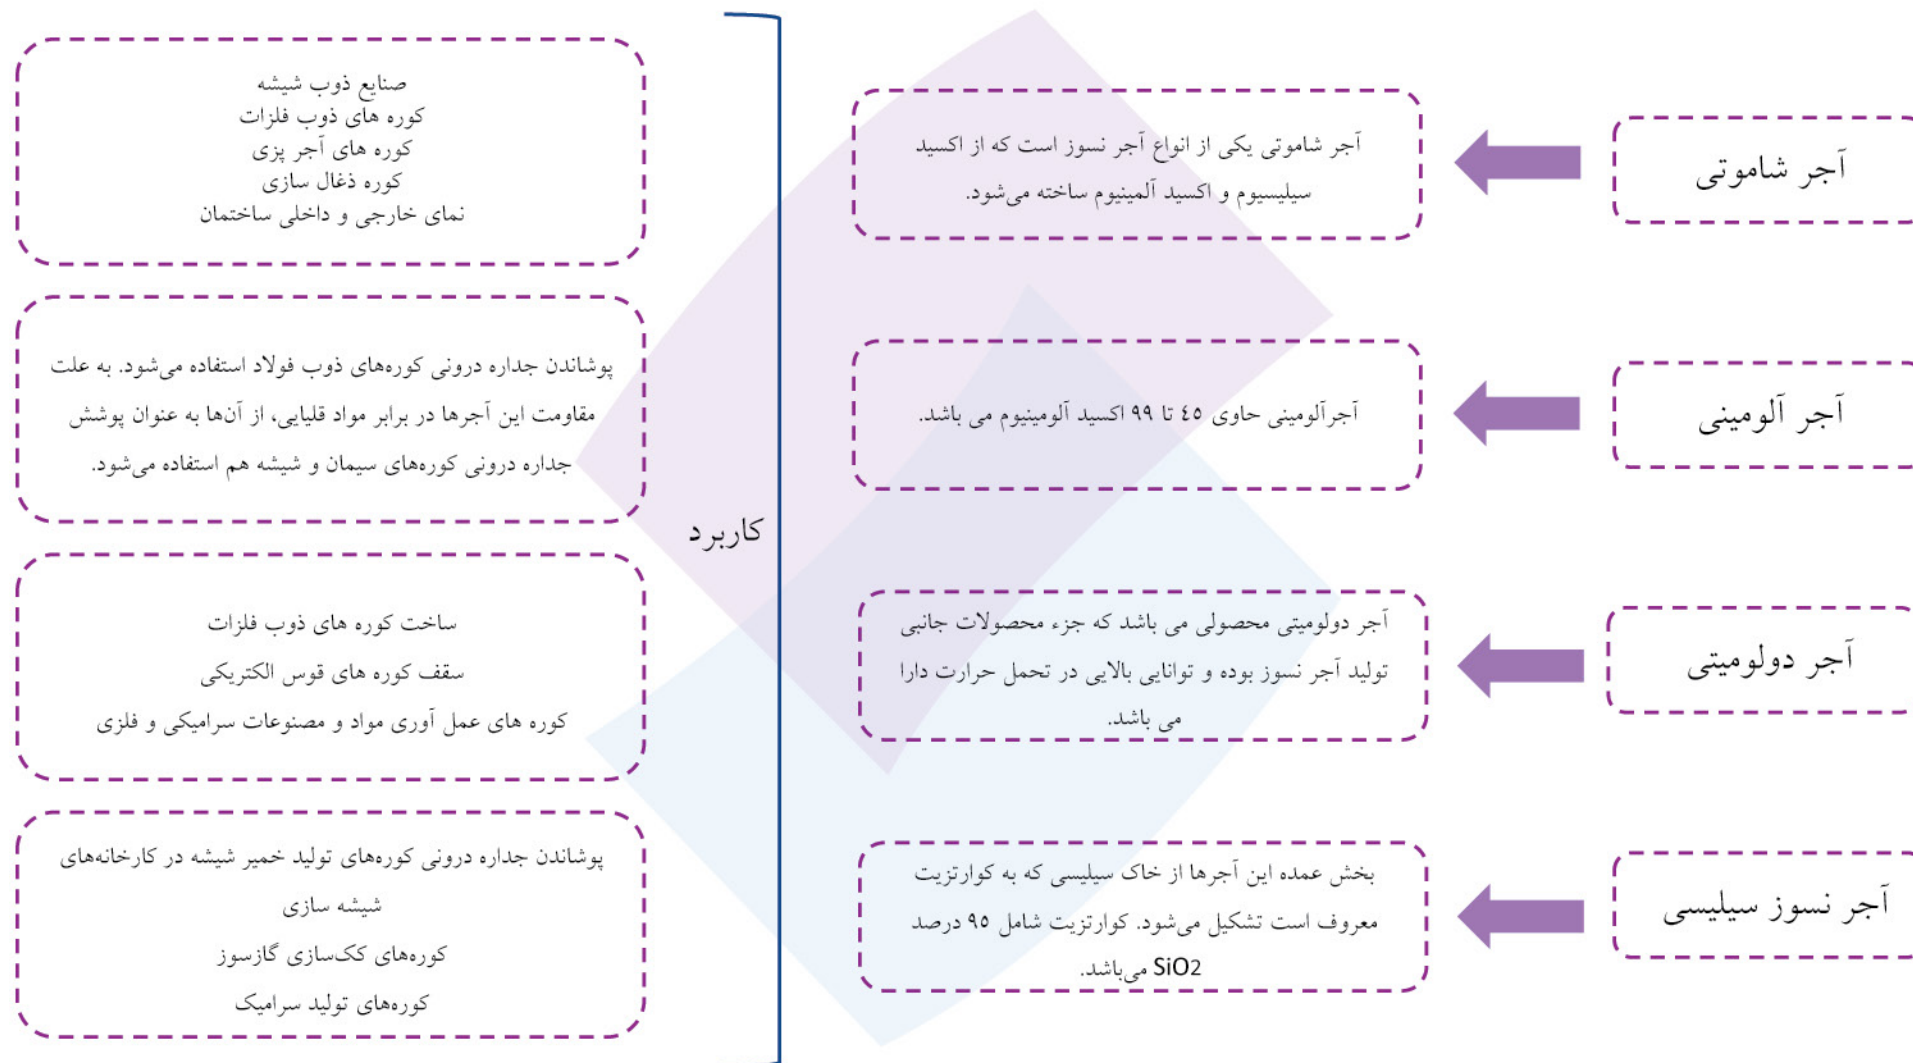 آجر شاموتی
آجر شاموتی یکی از انواع آجر نسوز است که از اکسید
سیلیسیوم و اکسید آلمینیوم ساخته می‌شود.
آجر آلومینی
آجرآلومینی حاوی ٤٥ تا ٩٩ اکسید آلومینیوم می باشد.
آجر دولومیتی
آجر دولومیتی محصولی می باشد که جزء محصولات جانبی
تولید آجر نسوز بوده و توانایی بالایی در تحمل حرارت دارا
می باشد.
آجر نسوز سیلیسی
بخش عمده این آجرها از خاک سیلیسی که به کوارتزیت
معروف است تشکیل می‌شود. کوارتزیت شامل ٩٥ درصد
SiO2 می‌باشد.
کاربرد
صنایع ذوب شیشه
کوره های ذوب فلزات
کوره های آجر پزی
کوره ذغال سازی
نمای خارجی و داخلی ساختمان
پوشاندن جداره درونی کوره‌های ذوب فولاد استفاده می‌شود. به علت
مقاومت این آجرها در برابر مواد قلیایی، از آن‌ها به عنوان پوشش
جداره درونی کوره‌های سیمان و شیشه هم استفاده می‌شود.
ساخت کوره های ذوب فلزات
سقف کوره های قوس الکتریکی
کوره های عمل آوری مواد و مصنوعات سرامیکی و فلزی
پوشاندن جداره درونی کوره‌های تولید خمیر شیشه در کارخانه‌های
شیشه سازی
کوره‌های کک‌سازی گازسوز
کوره‌های تولید سرامیک